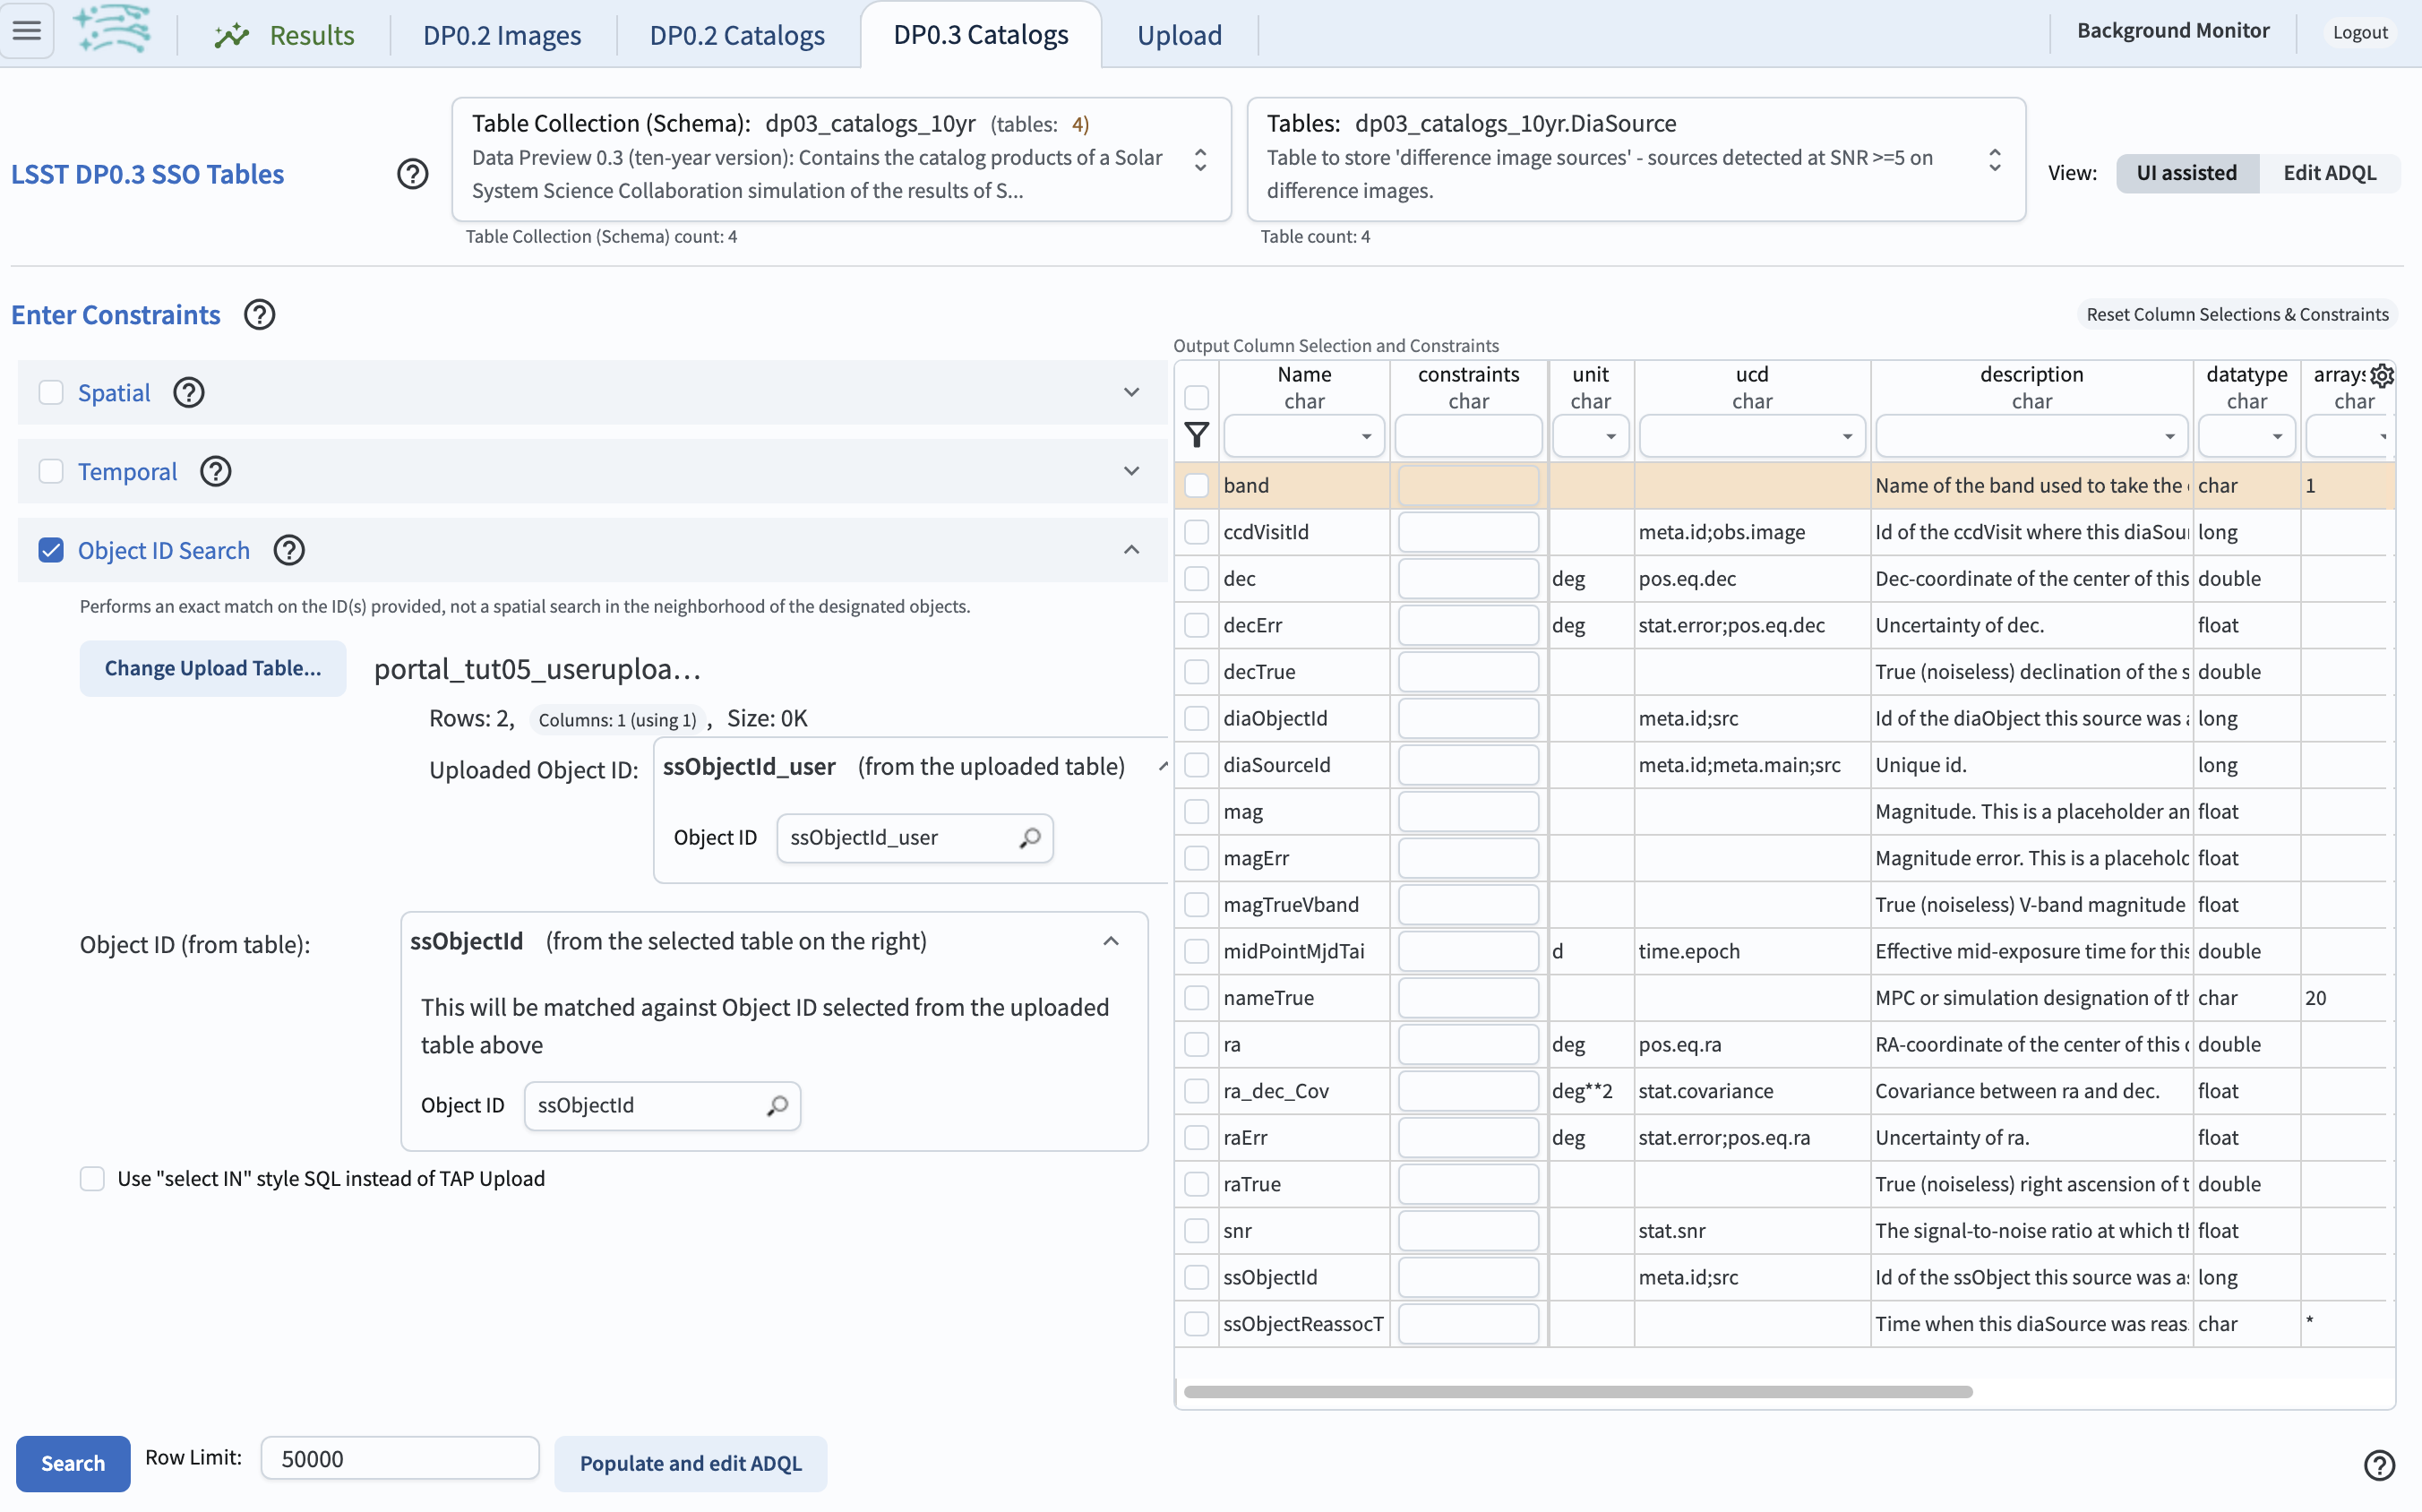 Results
DP0.2 Images
DP0.2 Catalogs
DP0.3 Catalogs
Upload
Background Monitor
Logout
LSST DP0.3 SSO Tables
Table Collection (Schema): dp03_catalogs_10yr (tables: 4)
Data Preview 0.3 (ten-year version): Contains the catalog products of a Solar
System Science Collaboration simulation of the results of S...
Table Collection (Schema) count: 4
Tables: dp03_catalogs_10yr.DiaSource
Table to store 'difference image sources' - sources detected at SNR >=5 on
difference images.
Table count: 4
View: UI assisted Edit ADQL
Enter Constraints
Reset Column Selections & Constraints
Spatial
Temporal
Object ID Search
Performs an exact match on the ID(s) provided, not a spatial search in the neighborhood of the designated objects.
Change Upload Table...
portal_tut05_useruploa...
Rows: 2, Columns: 1 (using 1) , Size: 0K
Uploaded Object ID: ssObjectId_user (from the uploaded table)
Object ID ssObjectId_user
Object ID (from table): ssObjectId (from the selected table on the right)
This will be matched against Object ID selected from the uploaded
table above
Object ID ssObjectId
Use "select IN" style SQL instead of TAP Upload
Output Column Selection and Constraints
Name constraints unit ucd description datatype arrays
char char char char char char char
band Name of the band used to take the char 1
ccdVisitId meta.id;obs.image Id of the ccdVisit where this diaSour long
dec deg pos.eq.dec Dec-coordinate of the center of this double
decErr deg stat.error;pos.eq.dec Uncertainty of dec. float
decTrue True (noiseless) declination of the s double
diaObjectId meta.id;src Id of the diaObject this source was long
diaSourceId meta.id;meta.main;src Unique id. long
mag Magnitude. This is a placeholder an float
magErr Magnitude error. This is a placeholc float
magTrueVband True (noiseless) V-band magnitude float
midPointMjdTai d time.epoch Effective mid-exposure time for this double
nameTrue MPC or simulation designation of th char 20
ra deg pos.eq.ra RA-coordinate of the center of this double
ra_dec_Cov deg**2 stat.covariance Covariance between ra and dec. float
raErr deg stat.error;pos.eq.ra Uncertainty of ra. float
raTrue True (noiseless) right ascension of t double
snr stat.snr The signal-to-noise ratio at which th float
ssObjectId meta.id;src Id of the ssObject this source was a long
ssObjectReassocT Time when this diaSource was reas char *
Search
Row Limit: 50000
Populate and edit ADQL